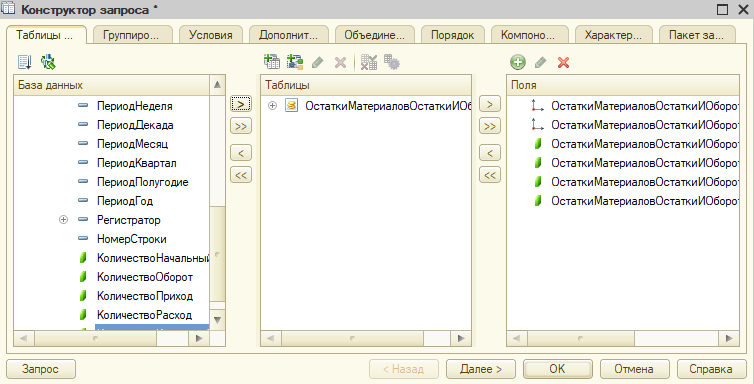 Конструктор запроса *
Таблицы ...
Группиро...
Условия
Дополнит...
Объедине...
Порядок
Компоно...
Характер...
Пакет за...
База данных
ПериодНеделя
ПериодДекада
ПериодМесяц
ПериодКвартал
ПериодПолугодие
ПериодГод
Регистратор
НомерСтроки
КоличествоНачальный
КоличествоОборот
КоличествоПриход
КоличествоРасход
>
>>
<
<<
Таблицы
ОстаткиМатериаловОстаткиИОб
>
>>
<
<<
Поля
ОстаткиМатериаловОстаткиИОборот
ОстаткиМатериаловОстаткиИОборот
ОстаткиМатериаловОстаткиИОборот
ОстаткиМатериаловОстаткиИОборот
ОстаткиМатериаловОстаткиИОборот
ОстаткиМатериаловОстаткиИОборот
Запрос
< Назад
Далее >
OK
Отмена
Справка